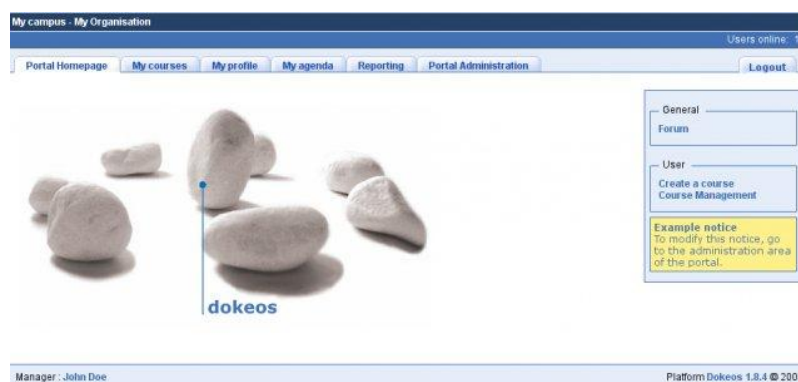 My campus - My Organisation
Users online: 1
Portal Homepage My courses My profile My agenda Reporting Portal Administration Logout
General
Forum
User
Create a course
Course Management
Example notice
To modify this notice, go
to the administration area
of the portal.
dokeos
Manager : John Doe Platform Dokeos 1.8.4 © 200